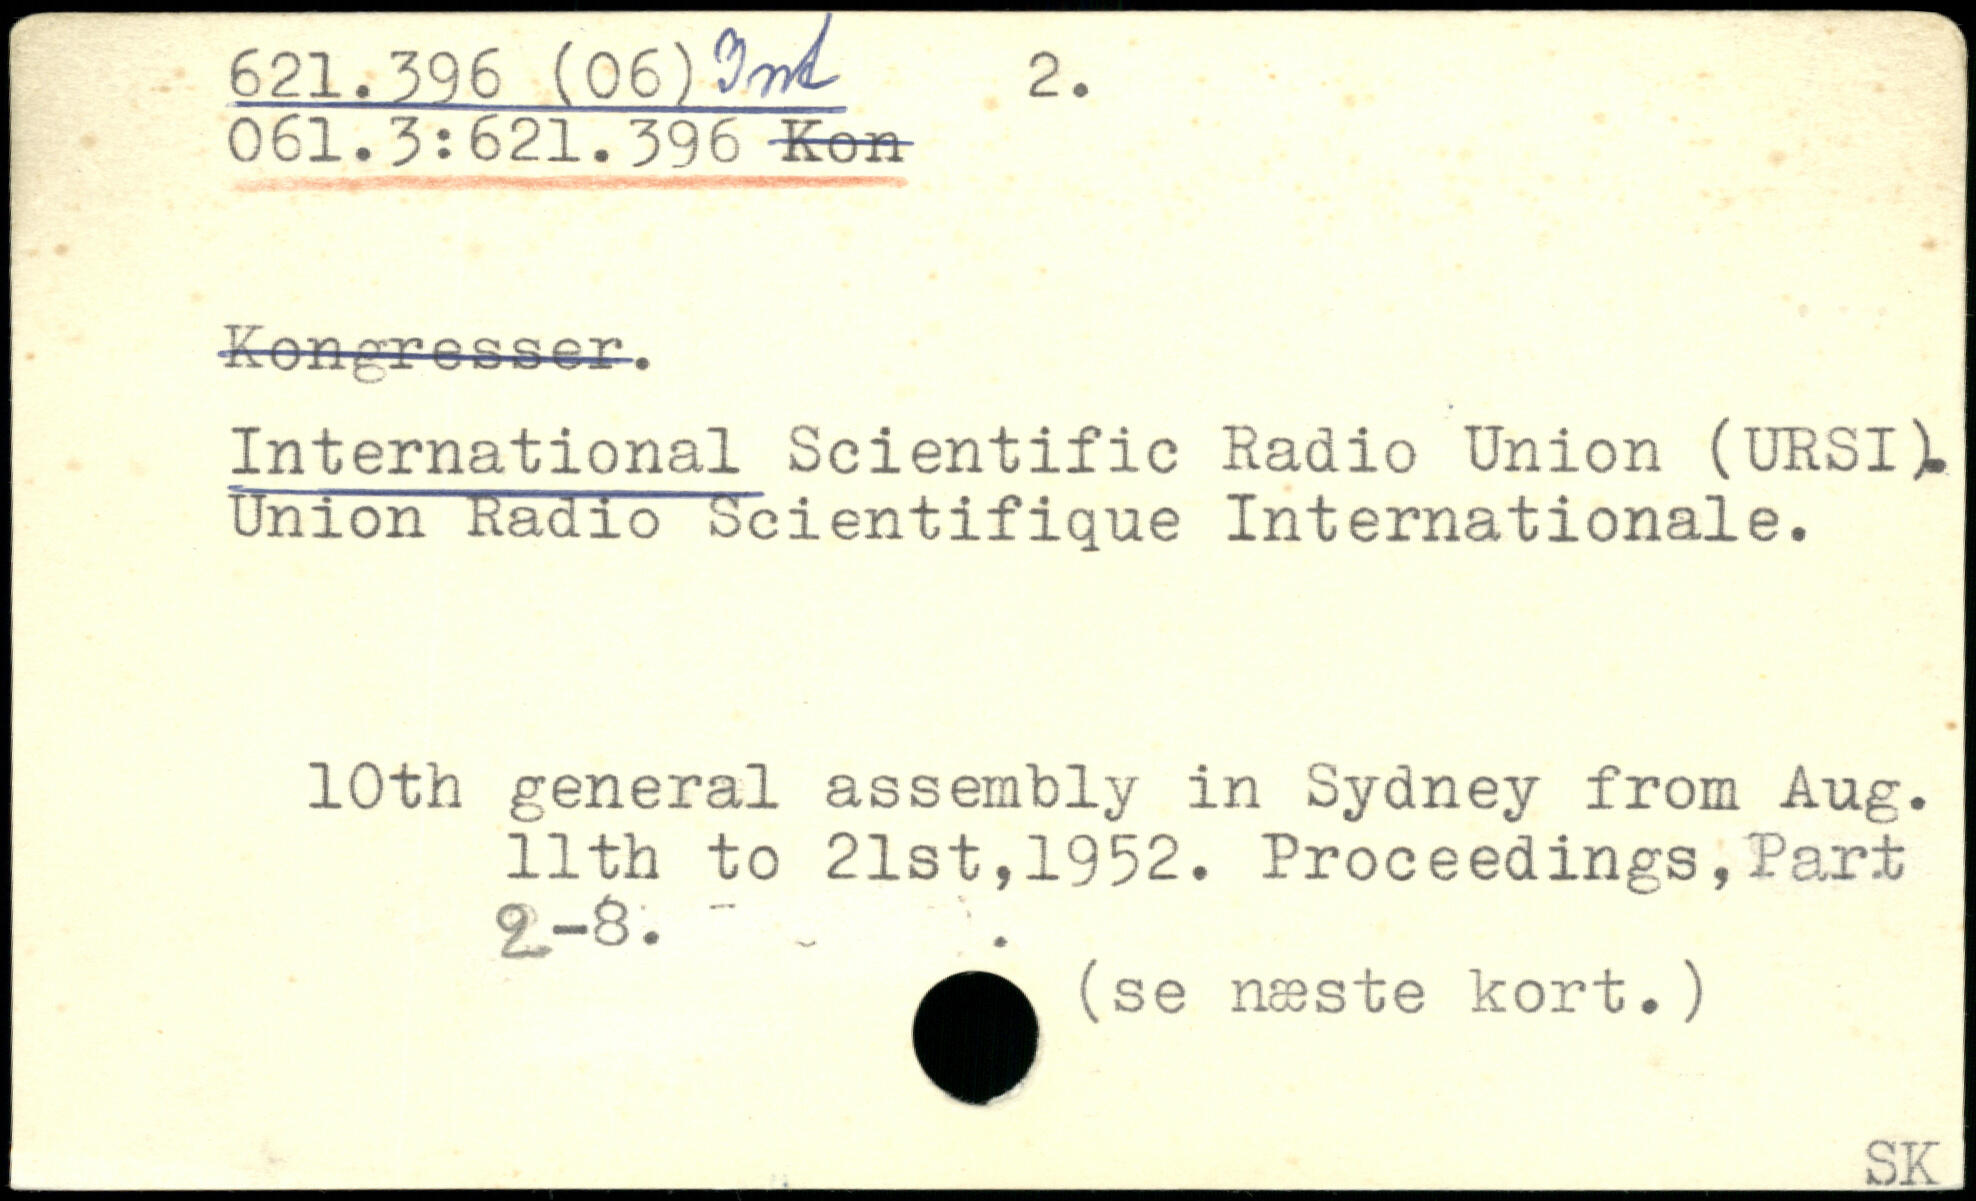 621.396 (06) Int 2.
061.3:621.396 Kon
Kongresser.
International Scientific Radio Union (URSI).
Union Radio Scientifique Internationale.
10th general assembly in Sydney from Aug.
11th to 21st,1952. Proceedings,Part
2-8.
(se næste kort.)
SK